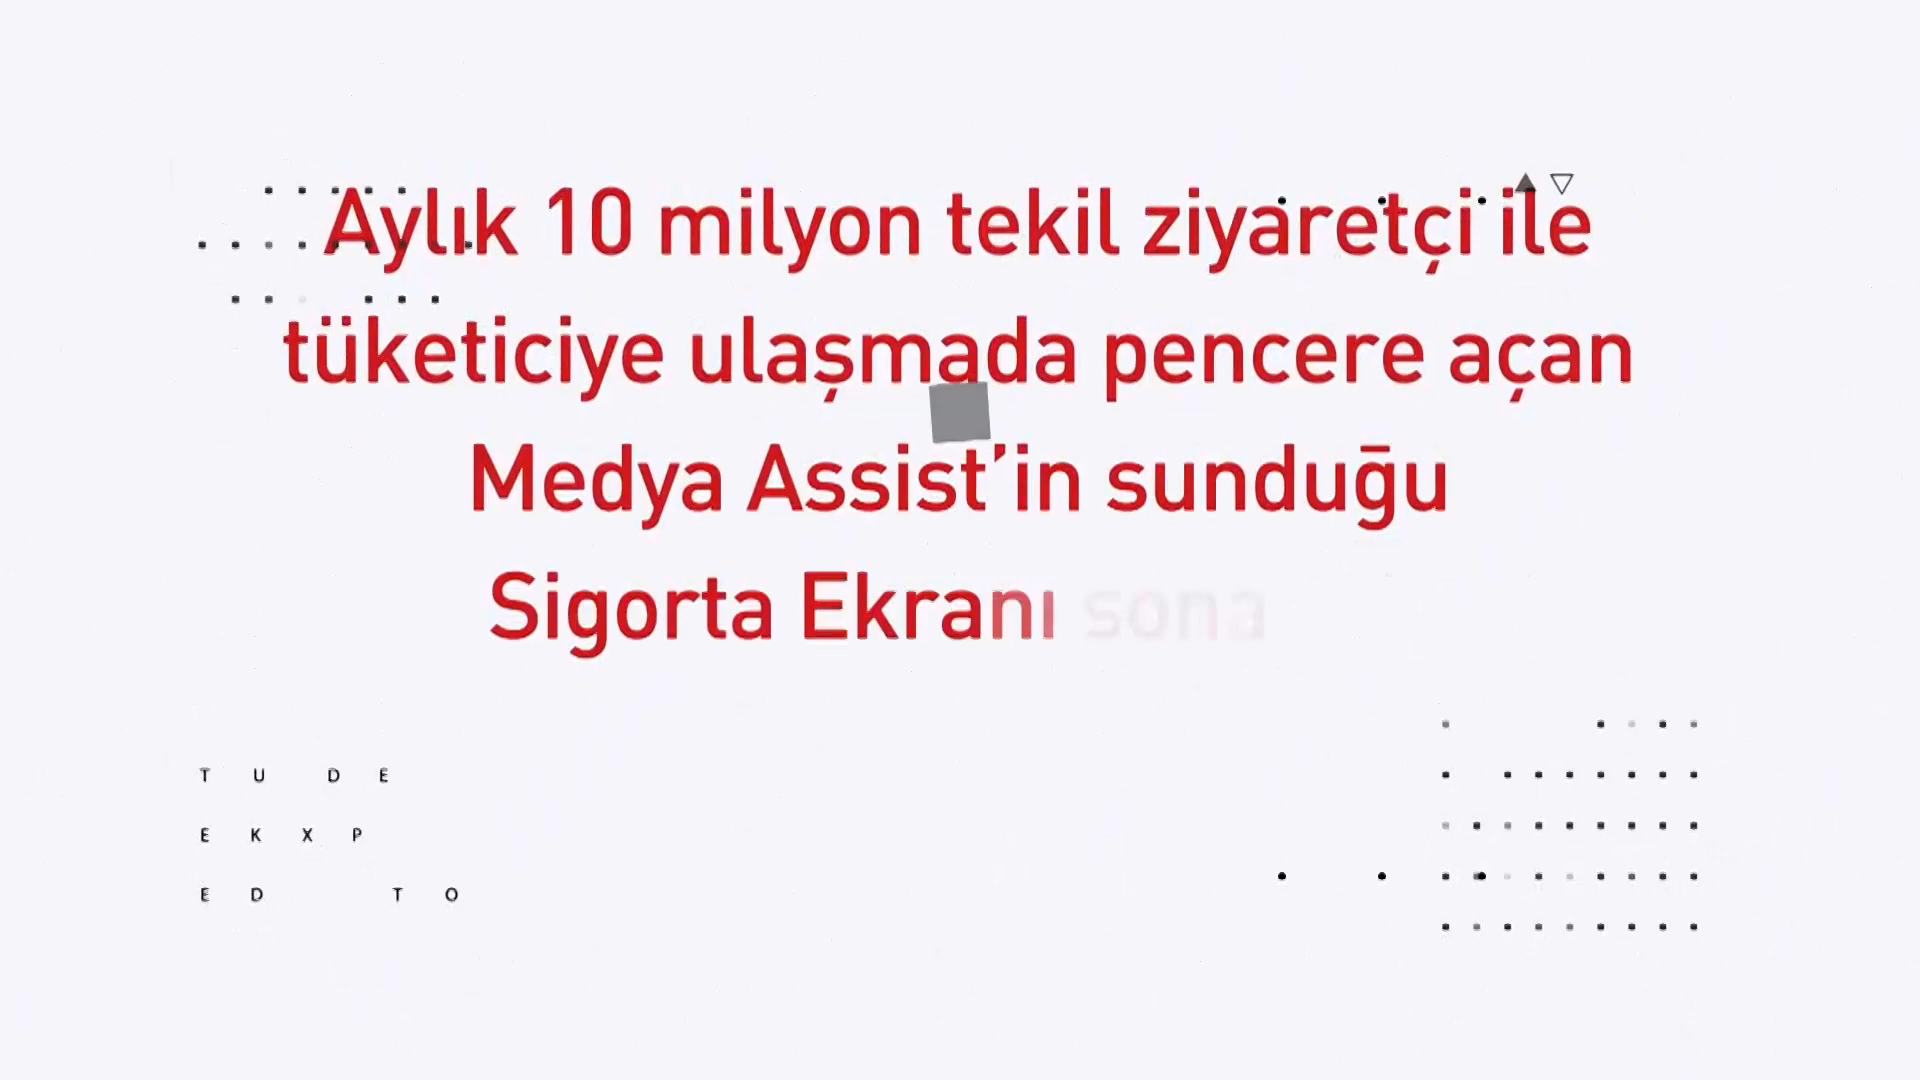 Aylık 10 milyon tekil ziyaretçi ile
tüketiciye ulaşmada pencere açan
Medya Assist’in sunduğu
Sigorta Ekranı sona
T U D E
E K X P
E D T O